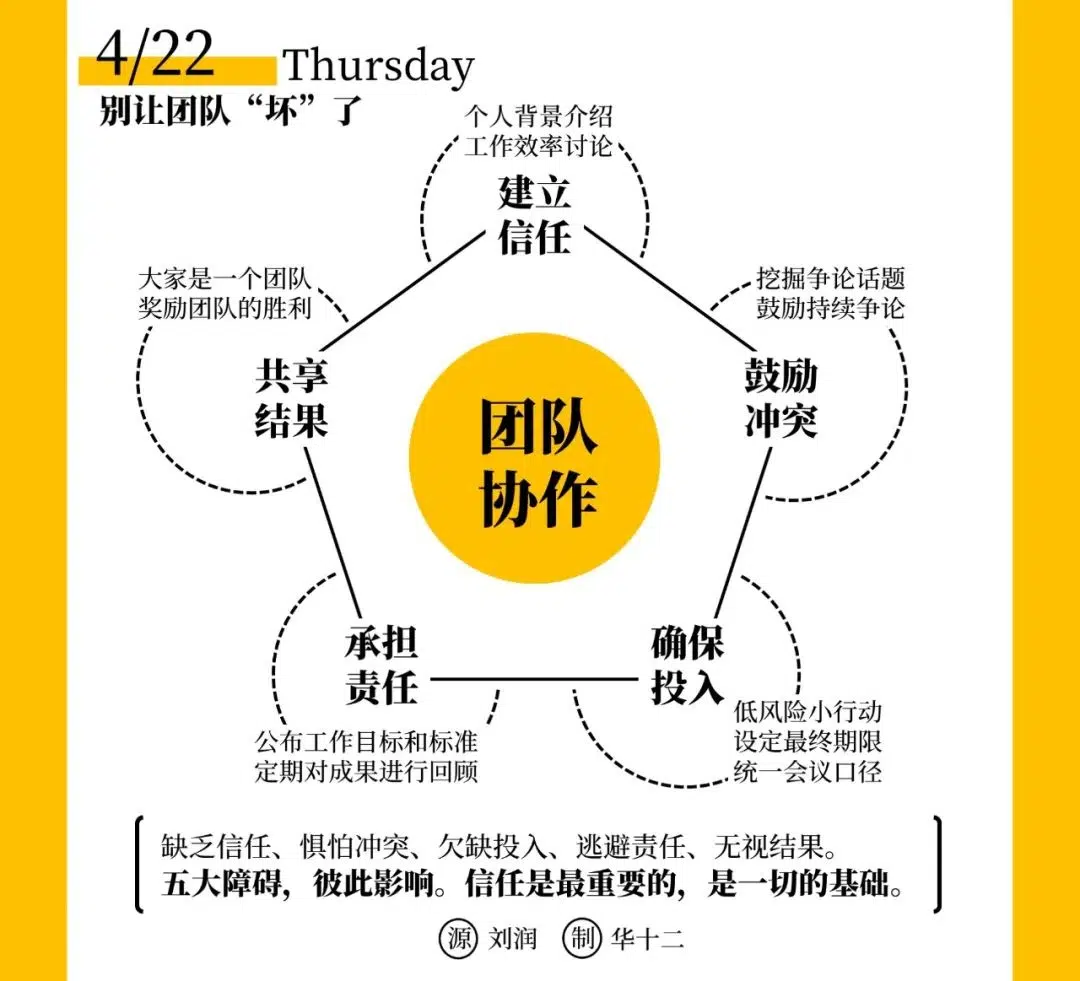 4/22 Thursday
别让团队“坏”了
个人背景介绍
工作效率讨论
建立
信任
挖掘争论话题
鼓励持续争论
鼓励
冲突
低风险小行动
设定最终期限
统一会议口径
确保
投入
公布工作目标和标准
定期对成果进行回顾
承担
责任
大家是一个团队
奖励团队的胜利
共享
结果
团队
协作
缺乏信任、惧怕冲突、欠缺投入、逃避责任、无视结果。
五大障碍，彼此影响。信任是最重要的，是一切的基础。
源 刘润 制 华十二